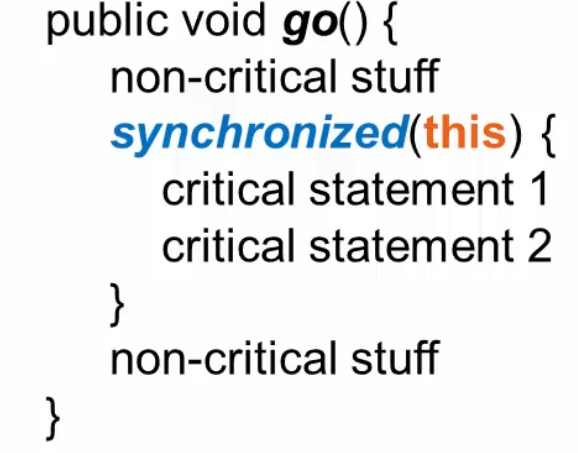 public void go() {
non-critical stuff
synchronized(this) {
critical statement 1
critical statement 2
}
non-critical stuff
}